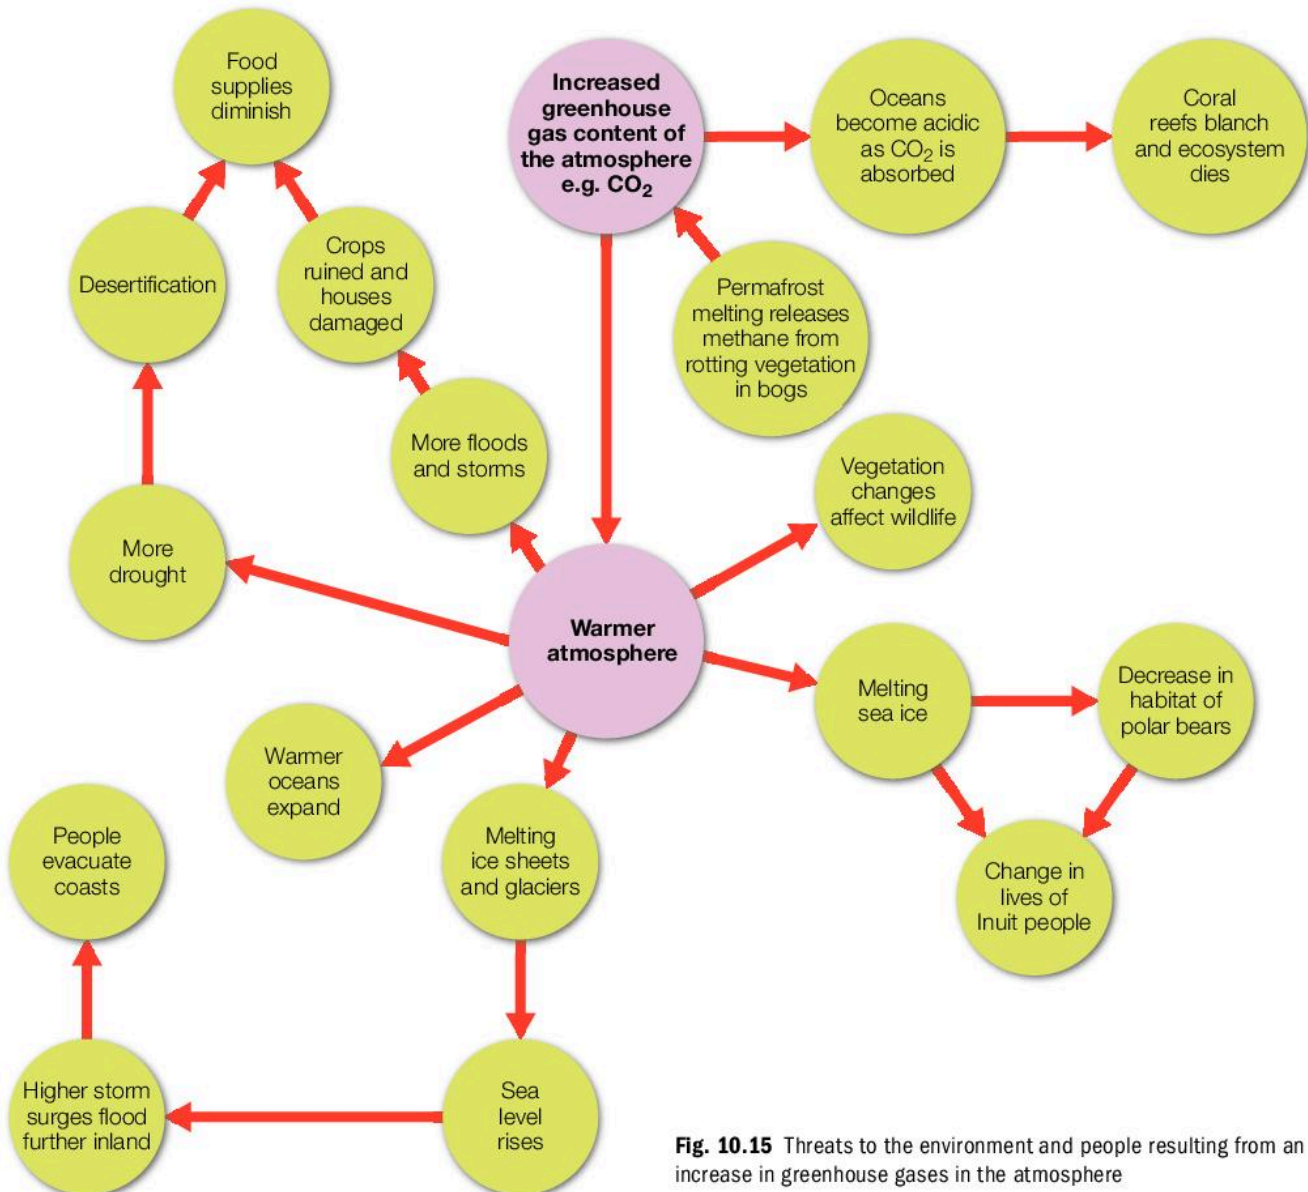 Food
supplies
diminish
Increased
greenhouse
gas content of
the atmosphere
e.g. CO₂
Oceans
become acidic
as CO₂ is
absorbed
Coral
reefs blanch
and ecosystem
dies
Desertification
Crops
ruined and
houses
damaged
Permafrost
melting releases
methane from
rotting vegetation
in bogs
More floods
and storms
Vegetation
changes
affect wildlife
More
drought
Warmer
atmosphere
Melting
sea ice
Decrease in
habitat of
polar bears
Warmer
oceans
expand
People
evacuate
coasts
Melting
ice sheets
and glaciers
Change in
lives of
Inuit people
Higher storm
surges flood
further inland
Sea
level
rises
Fig. 10.15 Threats to the environment and people resulting from an
increase in greenhouse gases in the atmosphere